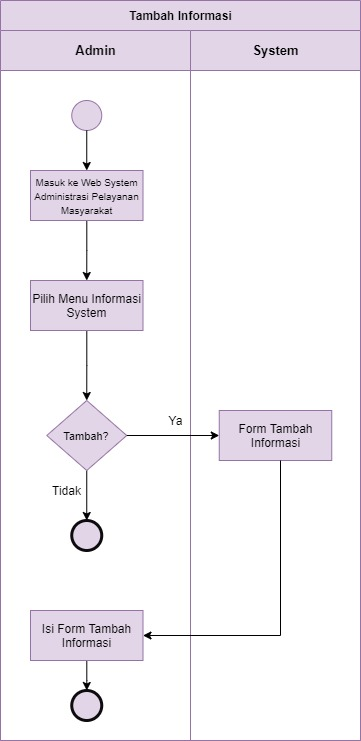 Tambah Informasi
Admin
System
Masuk ke Web System
Administrasi Pelayanan
Masyarakat
Pilih Menu Informasi
System
Tambah?
Ya
Form Tambah
Informasi
Tidak
Isi Form Tambah
Informasi